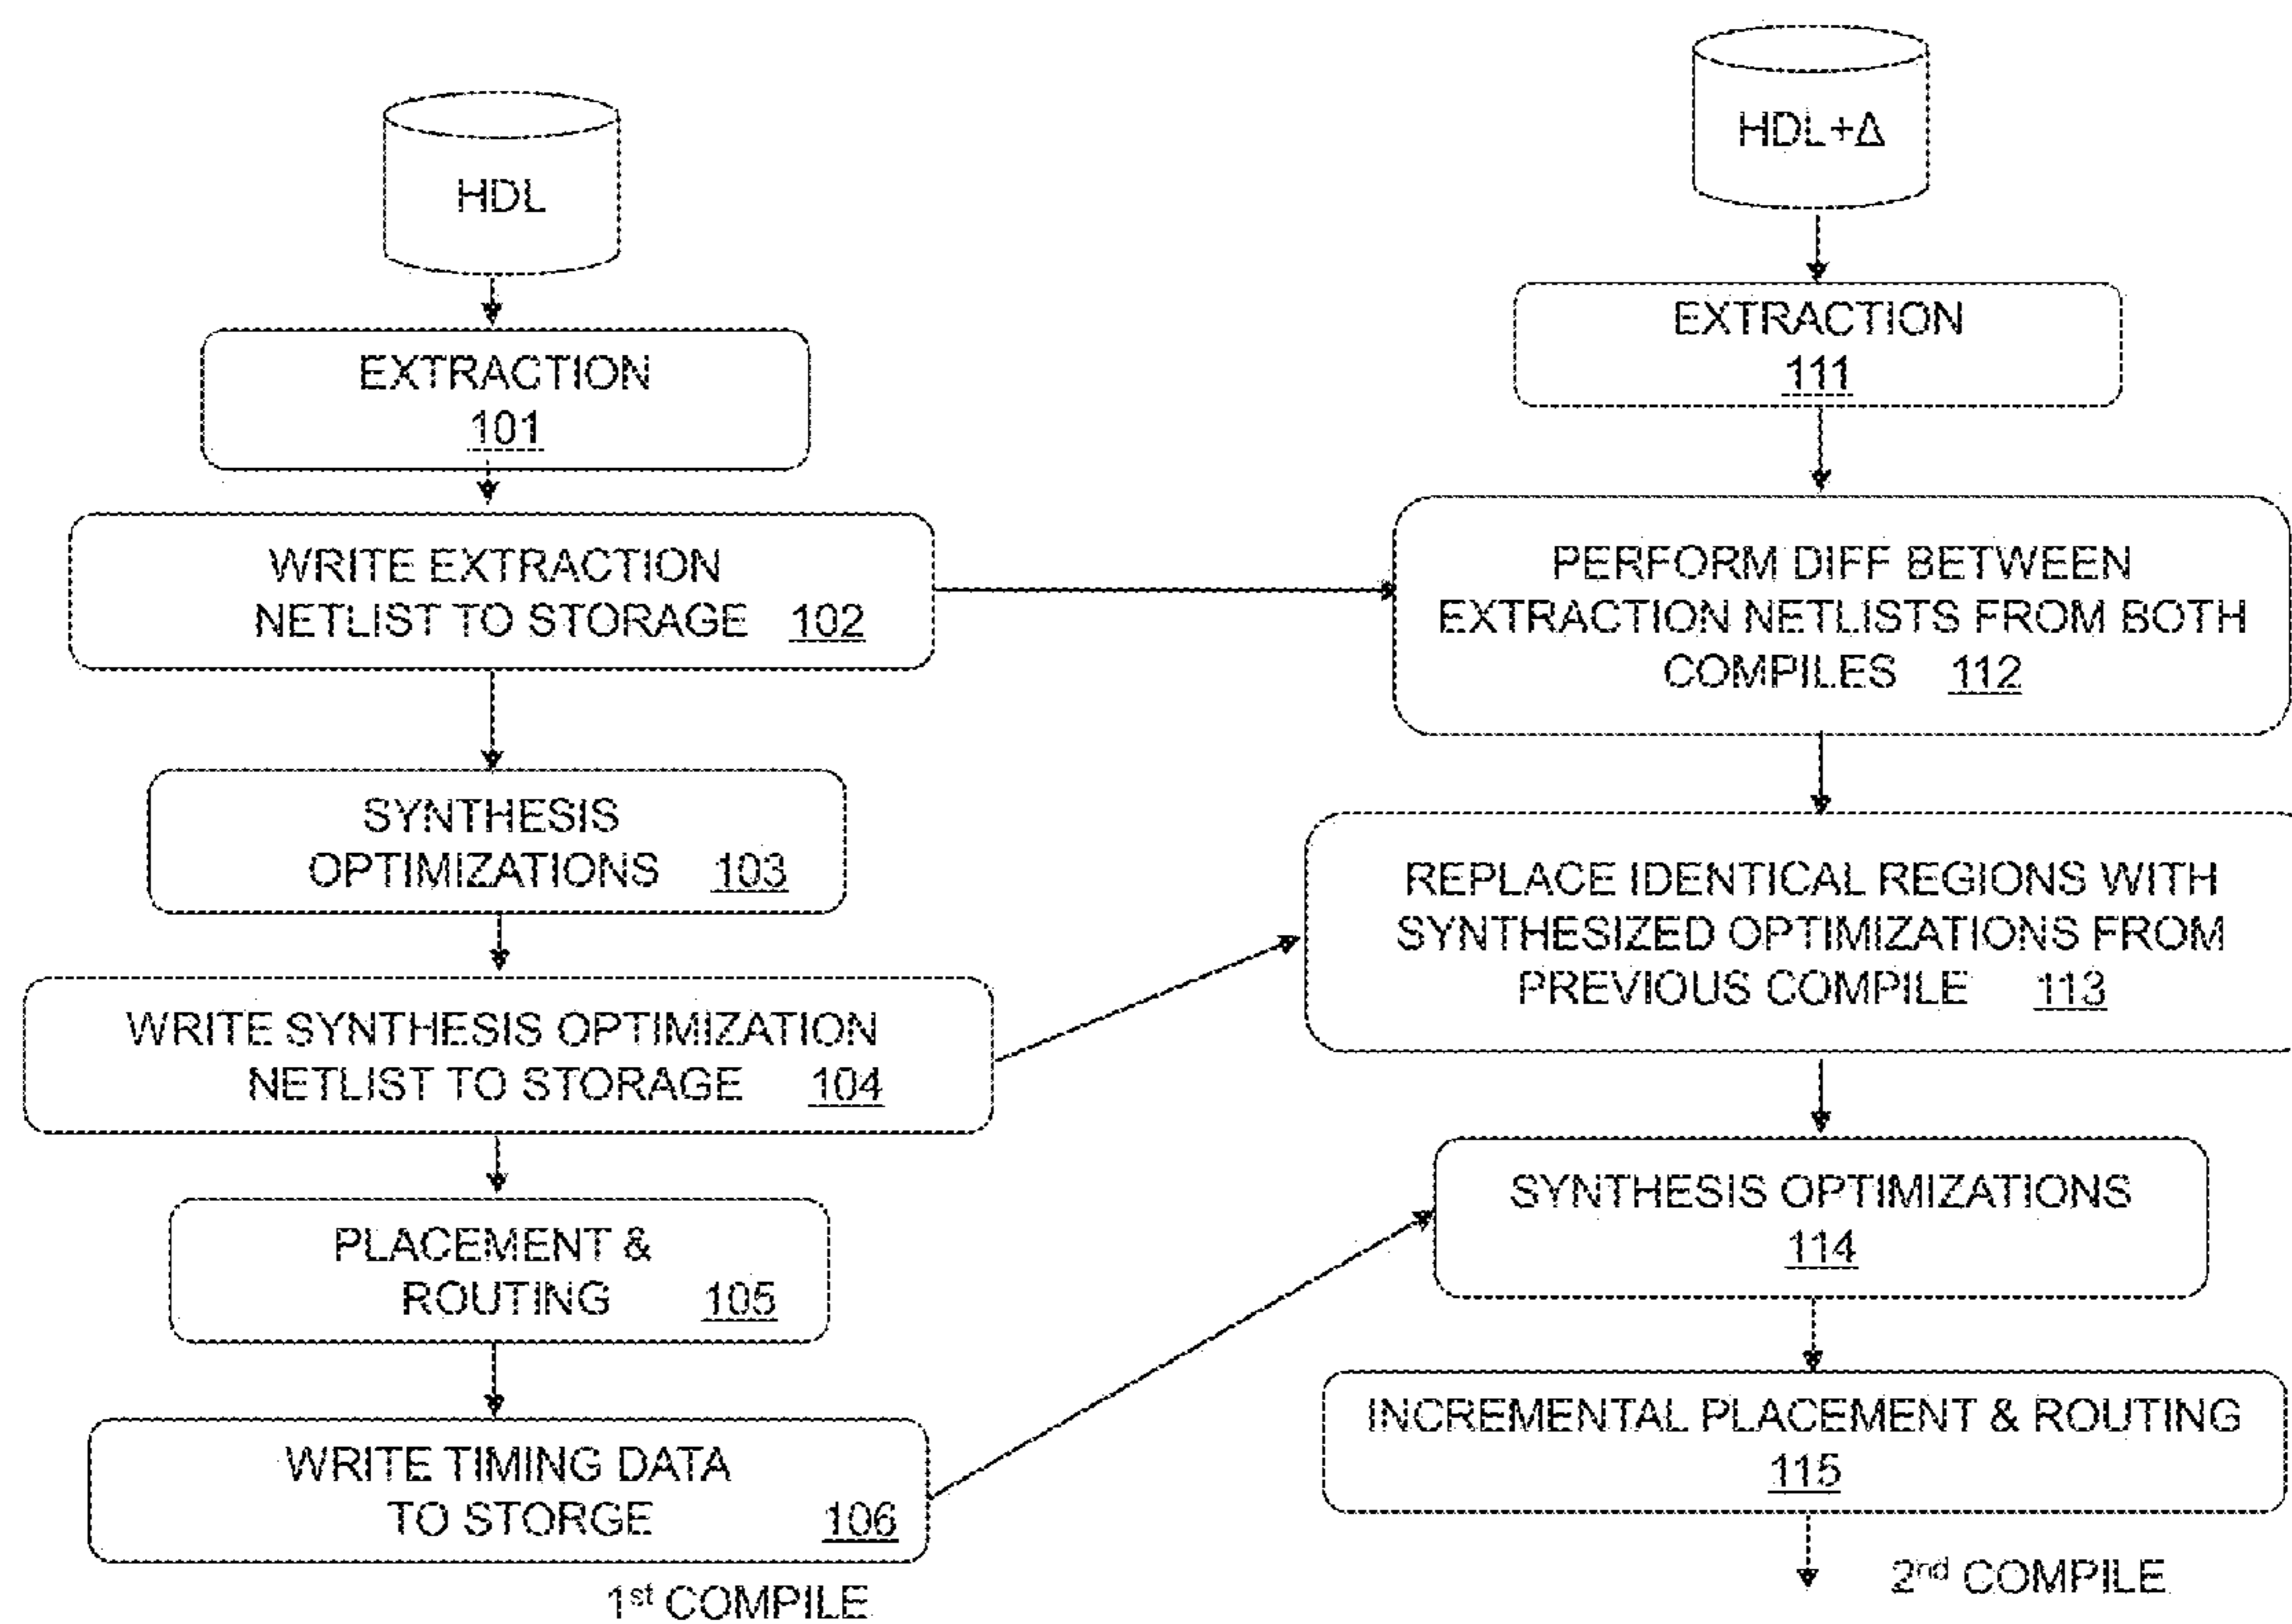 HDL
EXTRACTION
101
WRITE EXTRACTION
NETLIST TO STORAGE 102
SYNTHESIS
OPTIMIZATIONS 103
WRITE SYNTHESIS OPTIMIZATION
NETLIST TO STORAGE 104
PLACEMENT &
ROUTING 105
WRITE TIMING DATA
TO STORGE 106
1st COMPILE
HDL+Δ
EXTRACTION
111
PERFORM DIFF BETWEEN
EXTRACTION NETLISTS FROM BOTH
COMPILES 112
REPLACE IDENTICAL REGIONS WITH
SYNTHESIZED OPTIMIZATIONS FROM
PREVIOUS COMPILE 113
SYNTHESIS OPTIMIZATIONS
114
INCREMENTAL PLACEMENT & ROUTING
115
2nd COMPILE